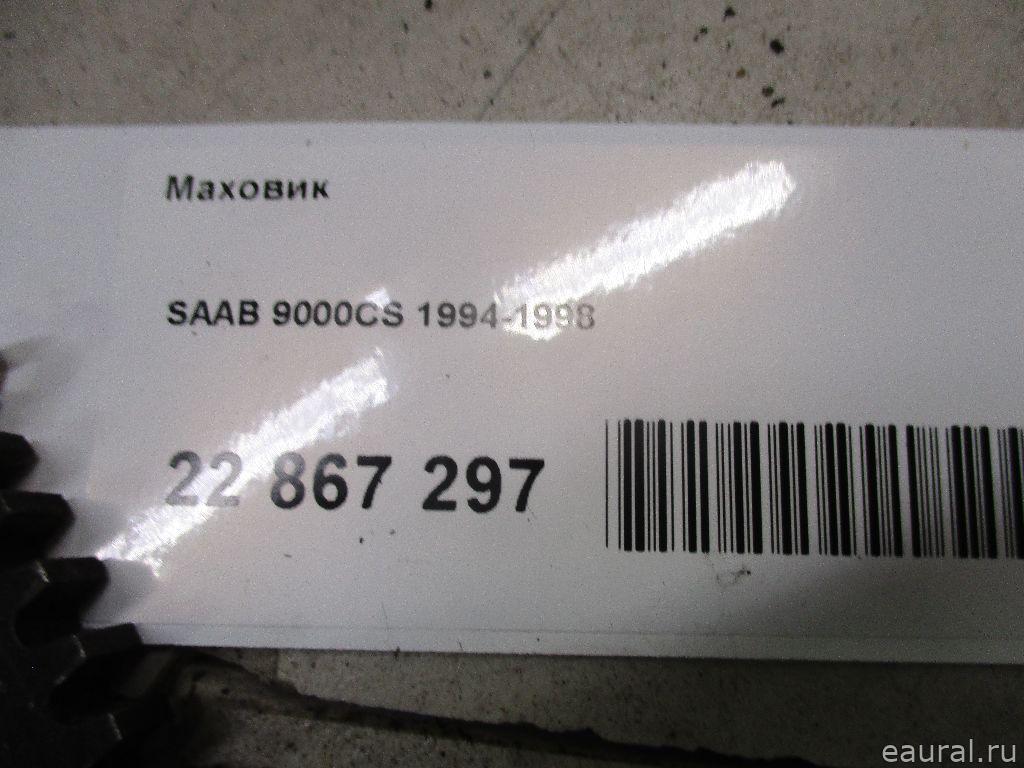 Маховик
SAAB 9000CS 1994-1998
22 867 297
eaural.ru